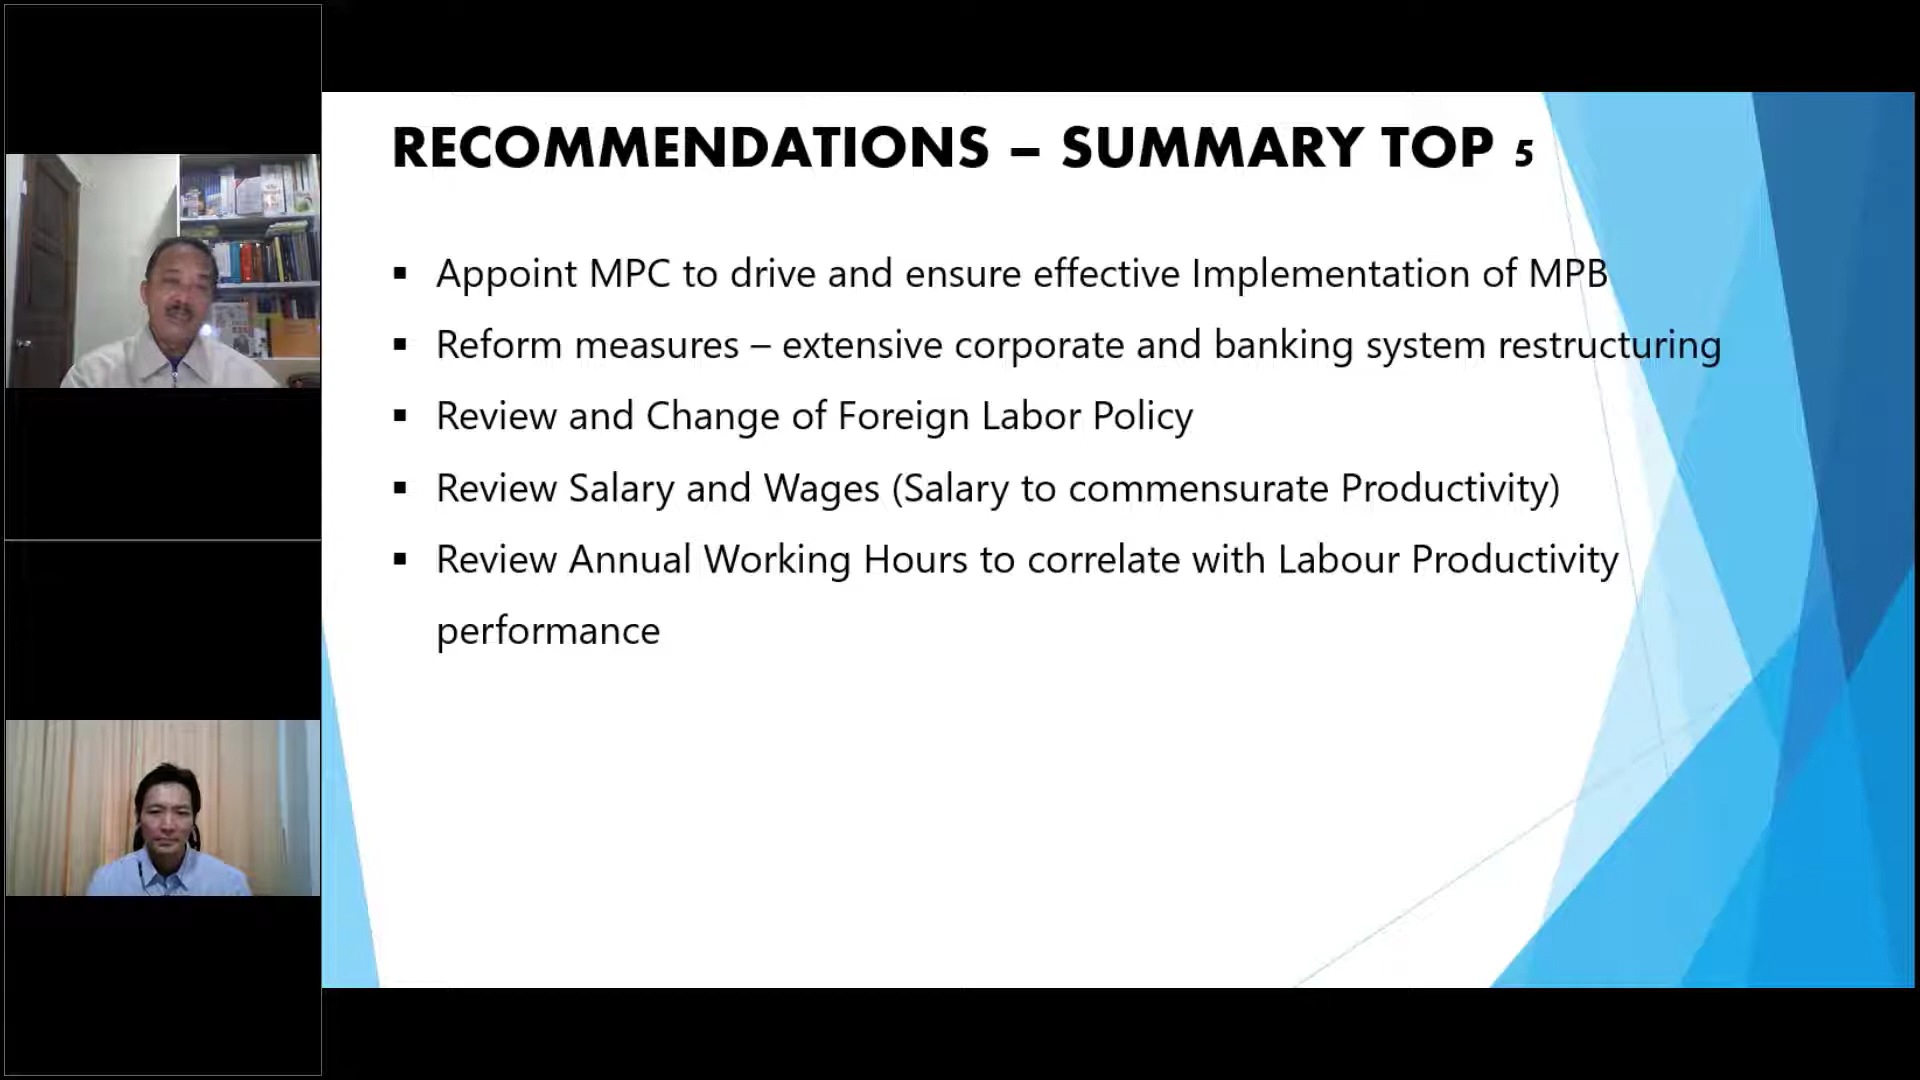 RECOMMENDATIONS – SUMMARY TOP 5
▪ Appoint MPC to drive and ensure effective Implementation of MPB
▪ Reform measures – extensive corporate and banking system restructuring
▪ Review and Change of Foreign Labor Policy
▪ Review Salary and Wages (Salary to commensurate Productivity)
▪ Review Annual Working Hours to correlate with Labour Productivity
performance